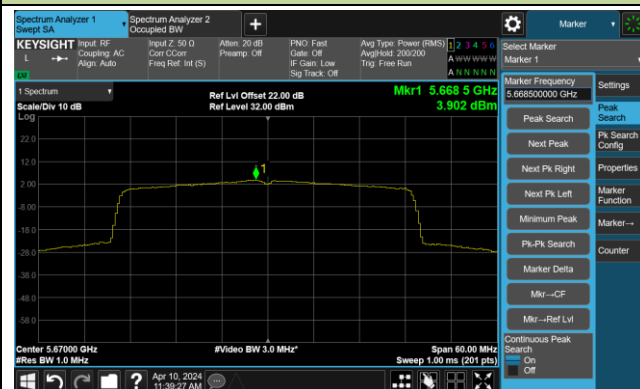 Spectrum Analyzer 1
Swept SA
Spectrum Analyzer 2
Occupied BW
+
Marker
KEYSIGHT
L
Input: RF
Coupling: AC
Align: Auto
Input Z: 50 Ω
Corr CCorr
Freq Ref: Int (S)
Atten: 20 dB
Preamp: Off
PNO: Fast
Gate: Off
IF Gain: Low
Sig Track: Off
Avg Type: Power (RMS)
Avg|Hold: 200/200
Trig: Free Run
1 2 3 4 5 6
A W W W W W
A N N N N N
Select Marker
Marker 1
1 Spectrum
Scale/Div 10 dB
Log
Ref Lvl Offset 22.00 dB
Ref Level 32.00 dBm
Mkr1 5.668 5 GHz
3.902 dBm
22.0
12.0
2.00
-8.00
-18.0
-28.0
-38.0
-48.0
-58.0
1
Center 5.67000 GHz
#Res BW 1.0 MHz
#Video BW 3.0 MHz*
Span 60.00 MHz
Sweep 1.00 ms (201 pts)
Marker Frequency
5.668500000 GHz
Peak Search
Next Peak
Next Pk Right
Next Pk Left
Minimum Peak
Pk-Pk Search
Marker Delta
Mkr→CF
Mkr→Ref Lvl
Continuous Peak
Search
On
Off
Settings
Peak
Search
Pk Search
Config
Properties
Marker
Function
Marker→
Counter
?
Apr 10, 2024
11:39:27 AM